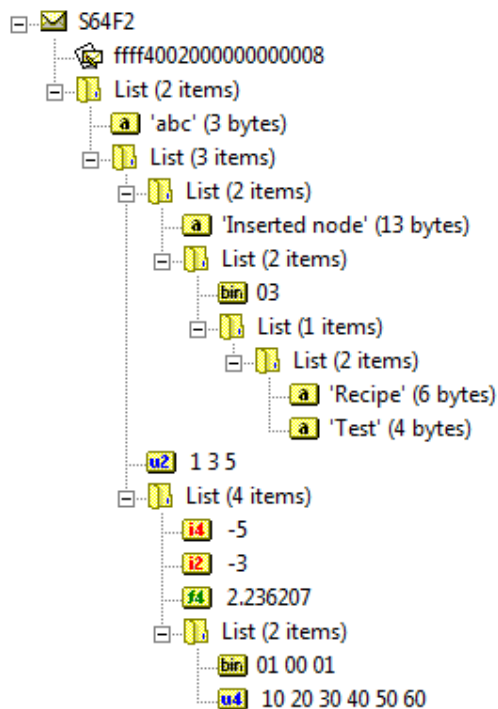 S64F2
ffff4002000000000008
List (2 items)
a 'abc' (3 bytes)
List (3 items)
List (2 items)
a 'Inserted node' (13 bytes)
List (2 items)
bin 03
List (1 items)
List (2 items)
a 'Recipe' (6 bytes)
a 'Test' (4 bytes)
u2 1 3 5
List (4 items)
i4 -5
i2 -3
f4 2.236207
List (2 items)
bin 01 00 01
u4 10 20 30 40 50 60